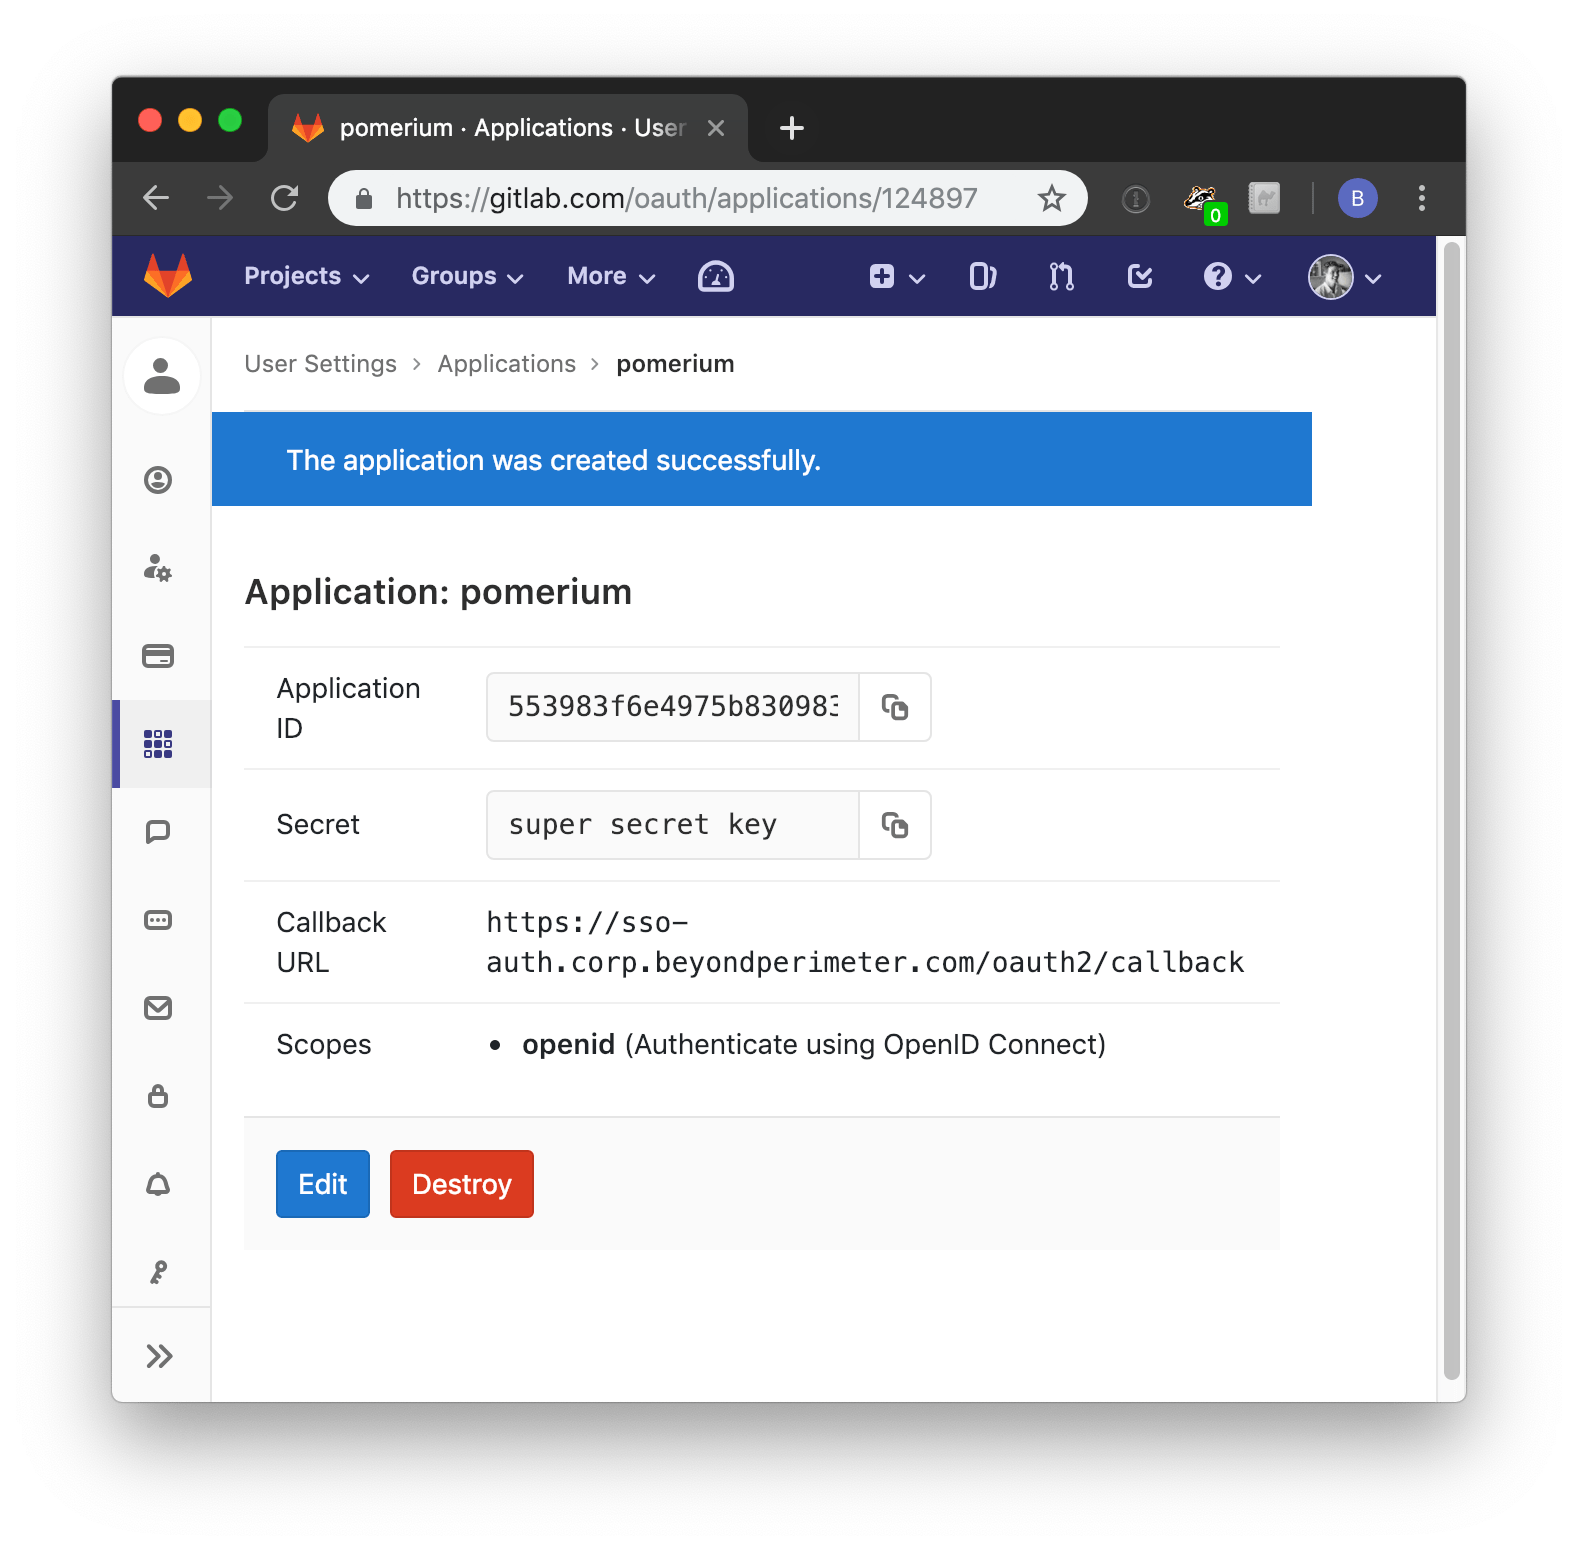 pomerium · Applications · User
https://gitlab.com/oauth/applications/124897
0
B
Projects
Groups
More
User Settings > Applications > pomerium
The application was created successfully.
Application: pomerium
Application
ID
553983f6e4975b830983
Secret
super secret key
Callback
URL
https://sso-
auth.corp.beyondperimeter.com/oauth2/callback
Scopes
• openid (Authenticate using OpenID Connect)
Edit
Destroy